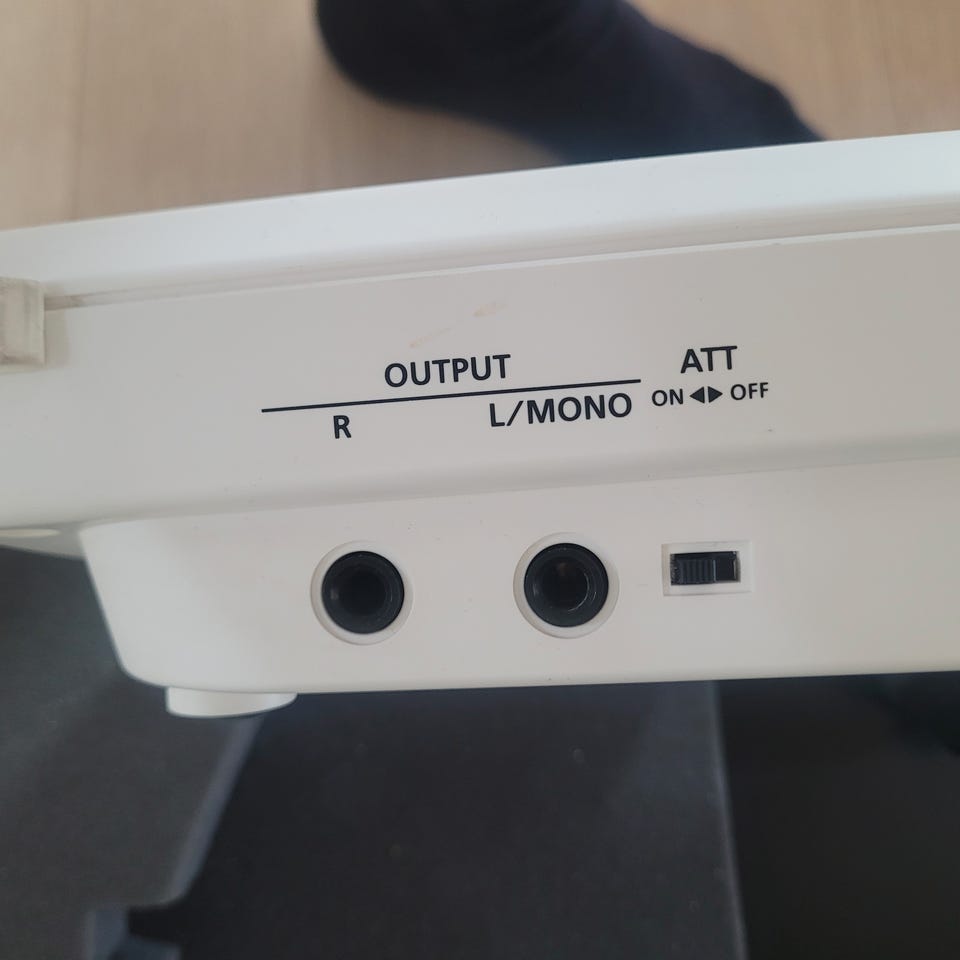 OUTPUT
R L/MONO
ATT
ON ◀▶ OFF